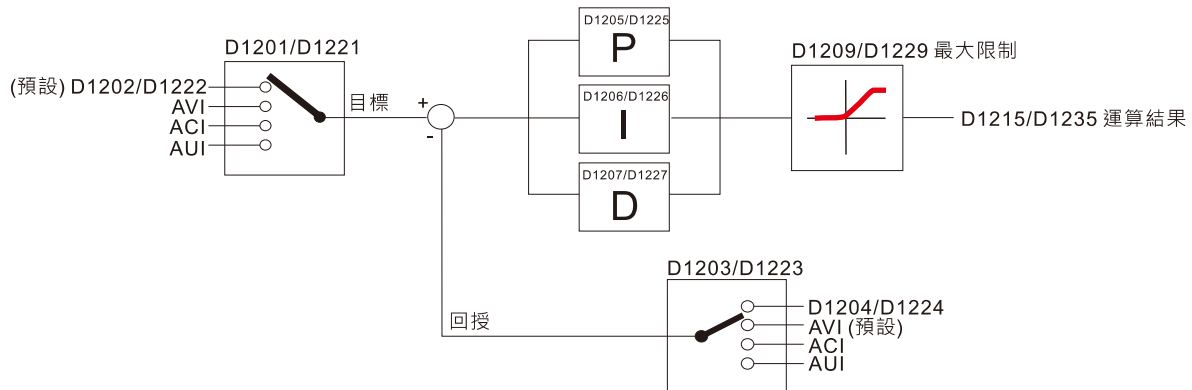 D1201/D1221
(預設) D1202/D1222
AVI
ACI
AUI
目標
+
-
D1205/D1225
P
D1206/D1226
I
D1207/D1227
D
D1209/D1229 最大限制
D1215/D1235 運算結果
回授
D1203/D1223
D1204/D1224
AVI (預設)
ACI
AUI